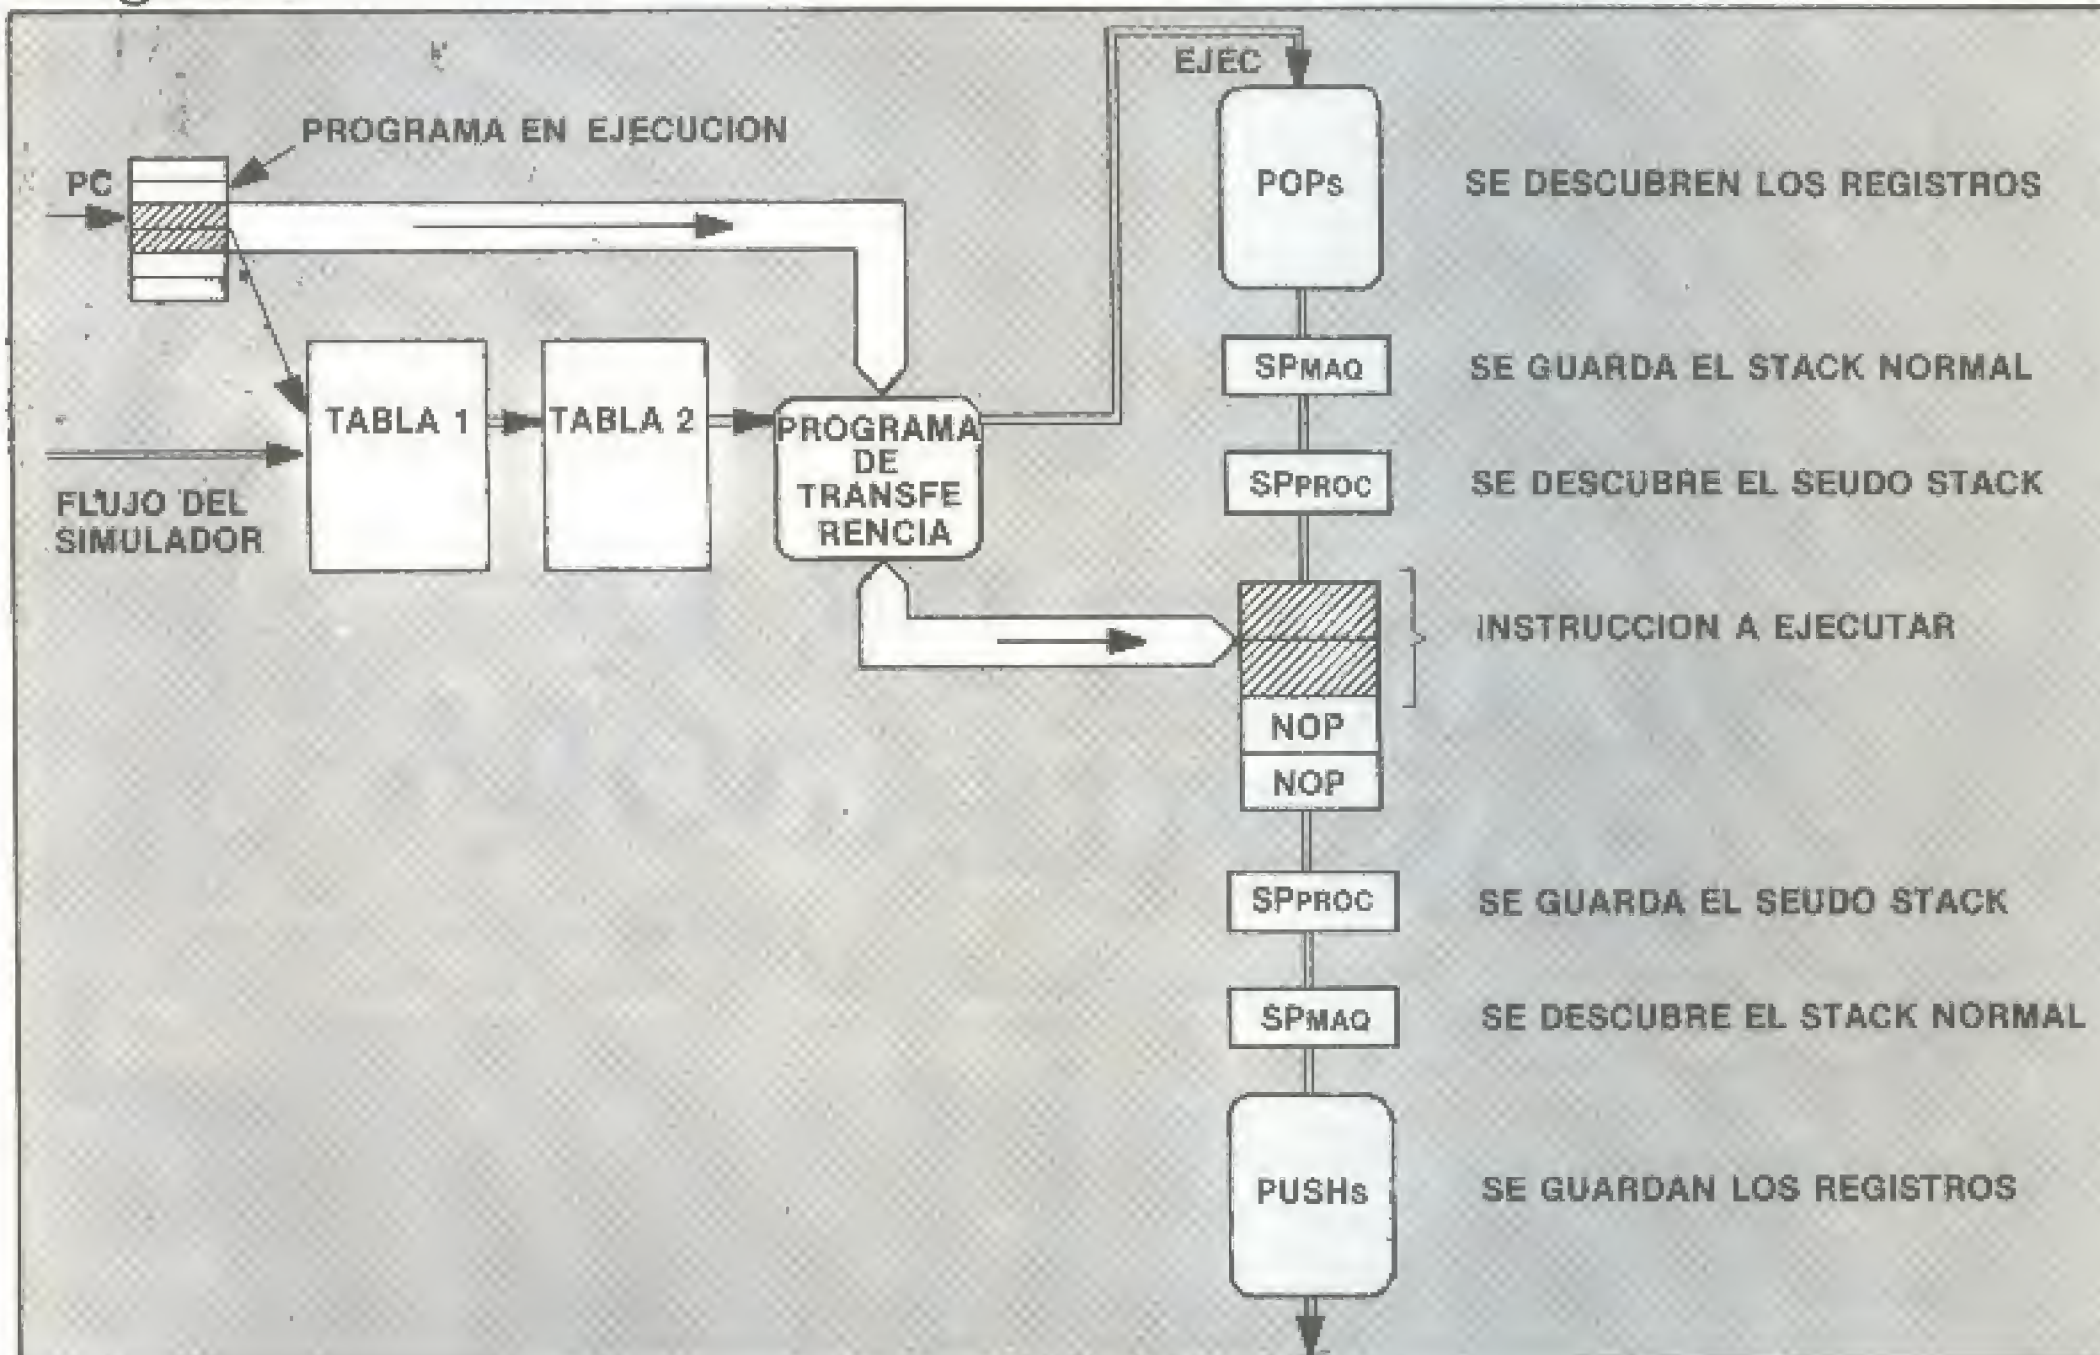 EJEC
PROGRAMA EN EJECUCION
PC
POPs
SE DESCUBREN LOS REGISTROS
SPMAQ
SE GUARDA EL STACK NORMAL
TABLA 1
TABLA 2
PROGRAMA
DE
TRANSFE
RENCIA
SPPROC
SE DESCUBRE EL SEUDO STACK
FLUJO DEL
SIMULADOR
INSTRUCCION A EJECUTAR
NOP
NOP
SPPROC
SE GUARDA EL SEUDO STACK
SPMAQ
SE DESCUBRE EL STACK NORMAL
PUSHs
SE GUARDAN LOS REGISTROS